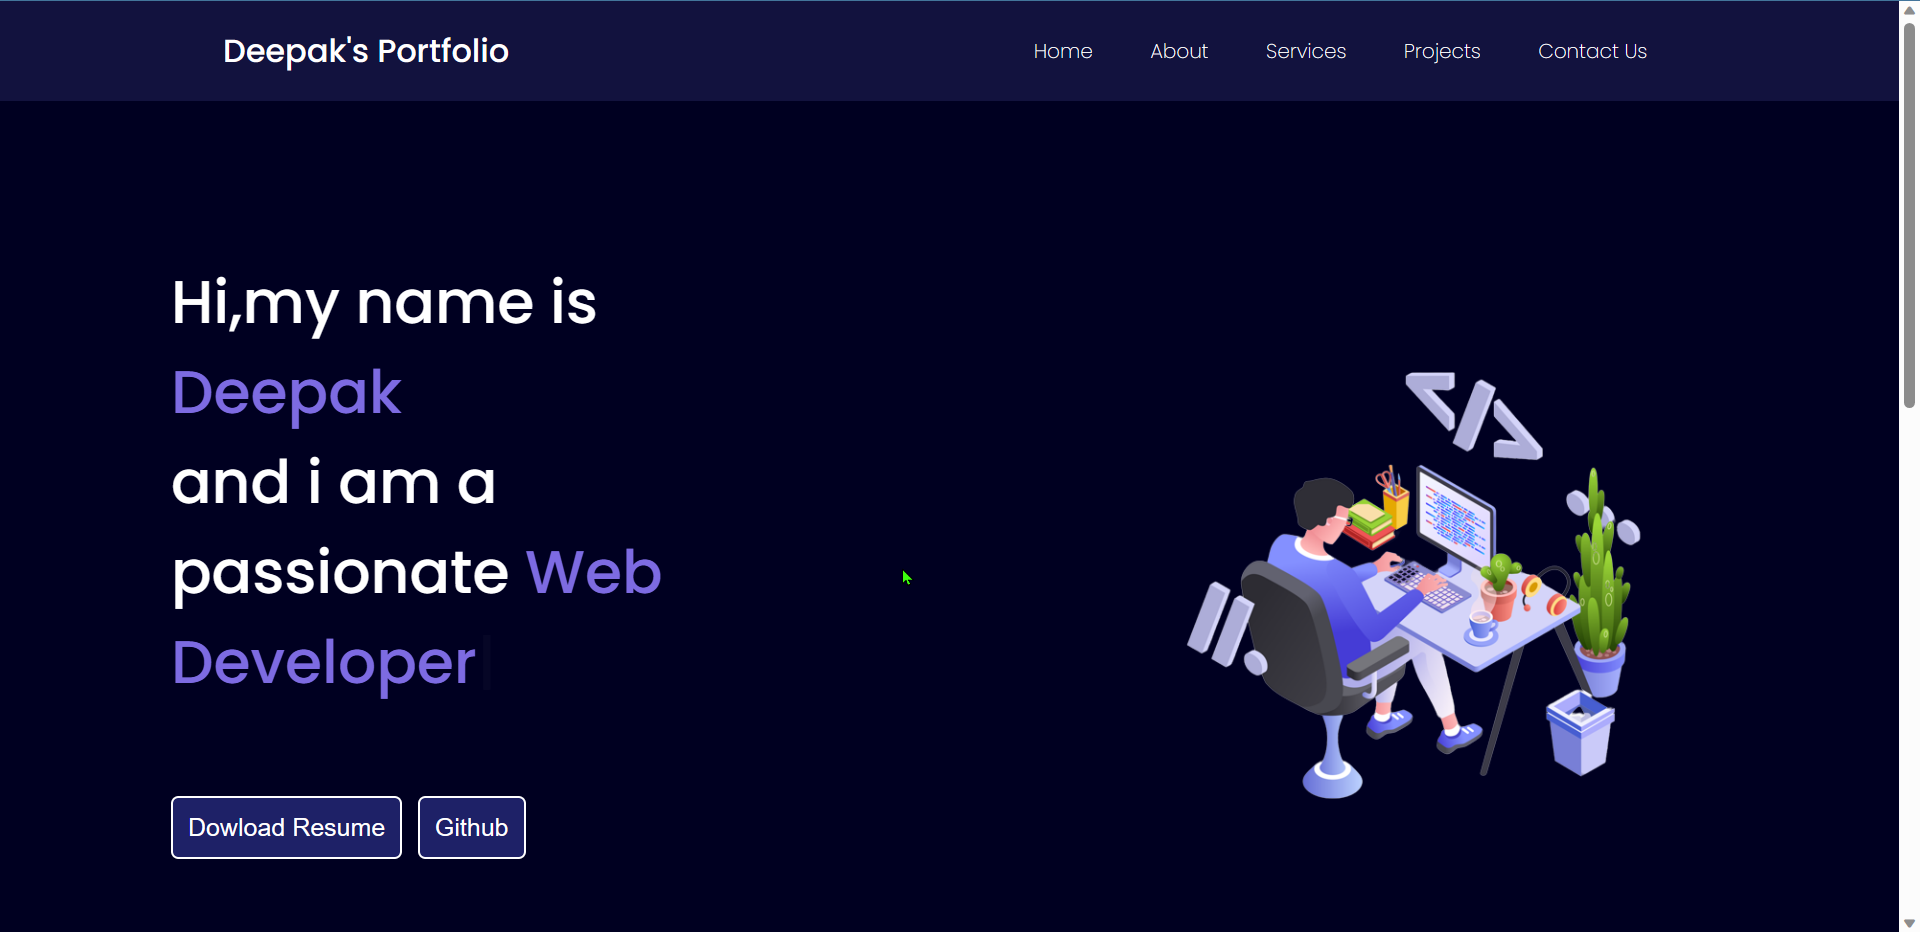 Deepak's Portfolio
Home
About
Services
Projects
Contact Us
Hi,my name is
Deepak
and i am a
passionate Web
Developer
Dowload Resume
Github